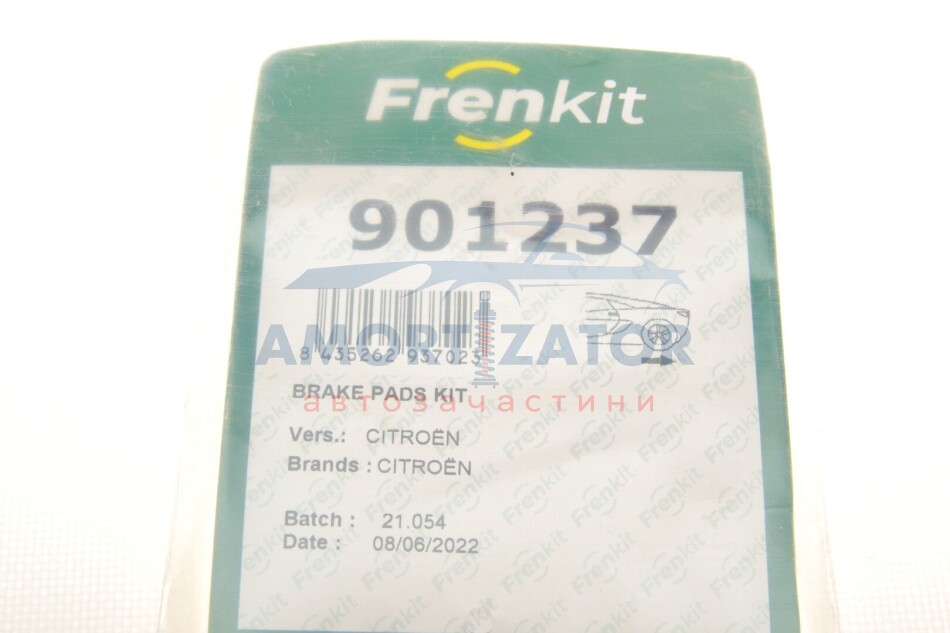 Frenkit
901237
8 435262 937023
AMORTIZATOR
BRAKE PADS KIT
автозачастини
Vers.: CITROËN
Brands : CITROËN
Batch : 21.054
Date : 08/06/2022